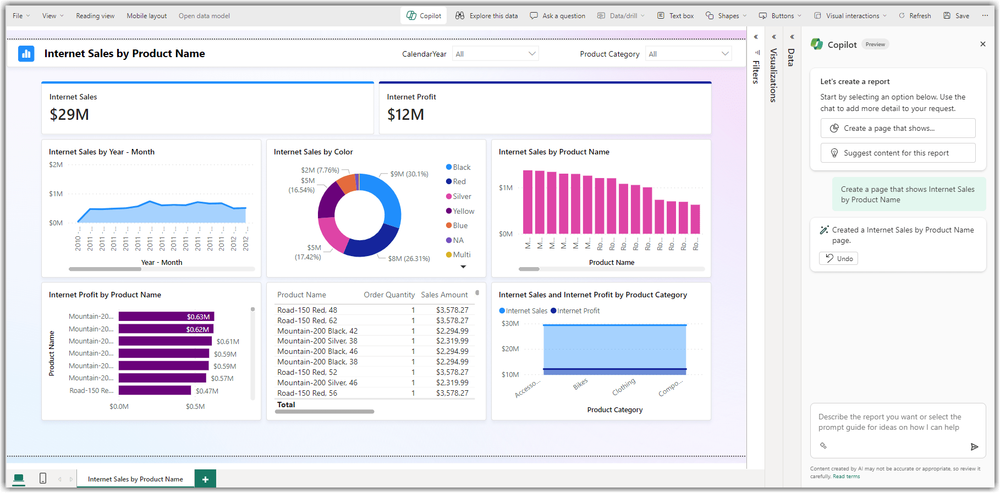 File
View
Reading view
Mobile layout
Open data model
Copilot
Explore this data
Ask a question
Data/drill
Text box
Shapes
Buttons
Visual interactions
Refresh
Save
Internet Sales by Product Name
CalendarYear
All
Product Category
All
Internet Sales
$29M
Internet Profit
$12M
Internet Sales by Year - Month
$2M
$1M
$0M
2010 -...
2011 -...
2011 -...
2011 -...
2011 -...
2011 -...
2011 -...
2011 -...
2011 -...
2011 -...
2011 -...
2011 -...
2011 -...
2012 -...
2012 -...
Year - Month
Internet Sales by Color
$2M (7.76%)
$5M
(16.54%)
$9M (30.1%)
$5M
(17.42%)
$8M (26.31%)
Black
Red
Silver
Yellow
Blue
NA
Multi
Internet Sales by Product Name
$1M
$0M
M...
M...
M...
M...
M...
M...
Ro...
Ro...
Ro...
Ro...
Ro...
Ro...
Ro...
Ro...
Ro...
Product Name
Internet Profit by Product Name
Product Name
Mountain-20...
$0.63M
Mountain-20...
$0.62M
Mountain-20...
$0.61M
Mountain-20...
$0.59M
Mountain-20...
$0.59M
Mountain-20...
$0.57M
Road-150 Re...
$0.47M
$0.0M
$0.5M
Product Name Order Quantity Sales Amount
Road-150 Red, 48 1 $3,578.27
Road-150 Red, 62 1 $3,578.27
Mountain-200 Black, 42 1 $2,294.99
Mountain-200 Silver, 38 1 $2,319.99
Mountain-200 Black, 46 1 $2,294.99
Mountain-200 Black, 38 1 $2,294.99
Road-150 Red, 52 1 $3,578.27
Mountain-200 Silver, 46 1 $2,319.99
Road-150 Red, 56 1 $3,578.27
Total
Internet Sales and Internet Profit by Product Category
Internet Sales
Internet Profit
$30M
$20M
$10M
Accesso...
Bikes
Clothing
Compo...
Product Category
Filters
Visualizations
Data
Copilot
Preview
Let's create a report
Start by selecting an option below. Use the
chat to add more detail to your request.
Create a page that shows...
Suggest content for this report
Create a page that shows Internet Sales
by Product Name
Created a Internet Sales by Product Name
page.
Undo
Describe the report you want or select the
prompt guide for ideas on how I can help
Content created by AI may not be accurate or appropriate, so review it
carefully. Read terms
Internet Sales by Product Name